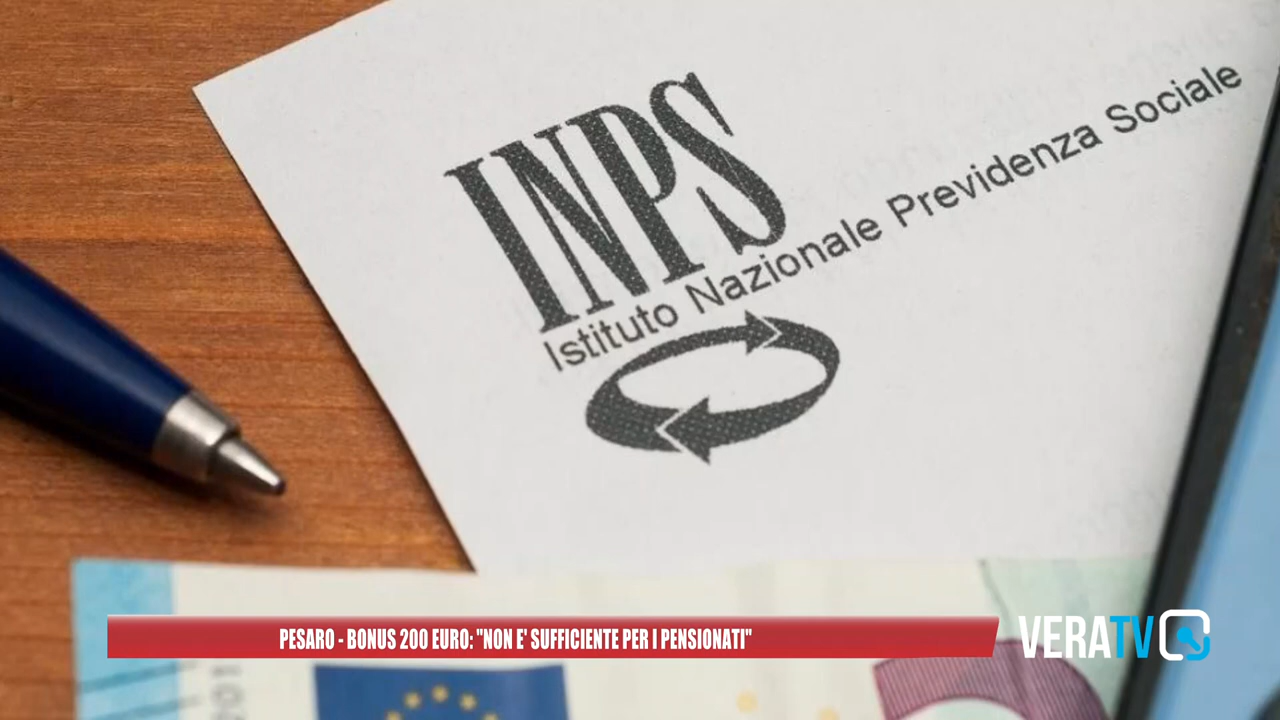 INPS
Istituto Nazionale Previdenza Sociale
PESARO - BONUS 200 EURO: "NON E' SUFFICIENTE PER I PENSIONATI"
VERATV